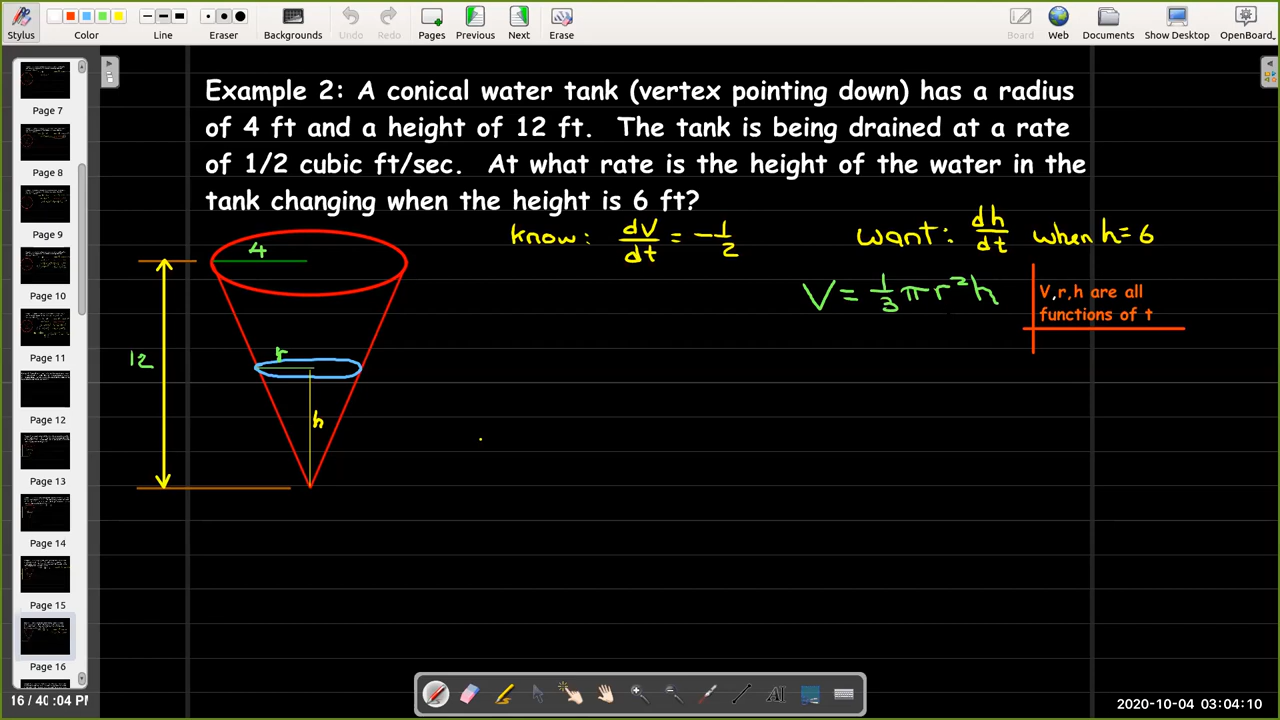 Stylus
Color
Line
Eraser
Backgrounds
Undo
Redo
Pages
Previous
Next
Erase
Board
Web
Documents
Show Desktop
OpenBoard
Page 7
Page 8
Page 9
Page 10
Page 11
Page 12
Page 13
Page 14
Page 15
Page 16
Example 2: A conical water tank (vertex pointing down) has a radius
of 4 ft and a height of 12 ft. The tank is being drained at a rate
of 1/2 cubic ft/sec. At what rate is the height of the water in the
tank changing when the height is 6 ft?
know: dV/dt = -1/2
want: dh/dt when h=6
V = 1/3 πr²h
V,r,h are all
functions of t
4
12
r
h
16 / 40
:04 PM
2020-10-04 03:04:10